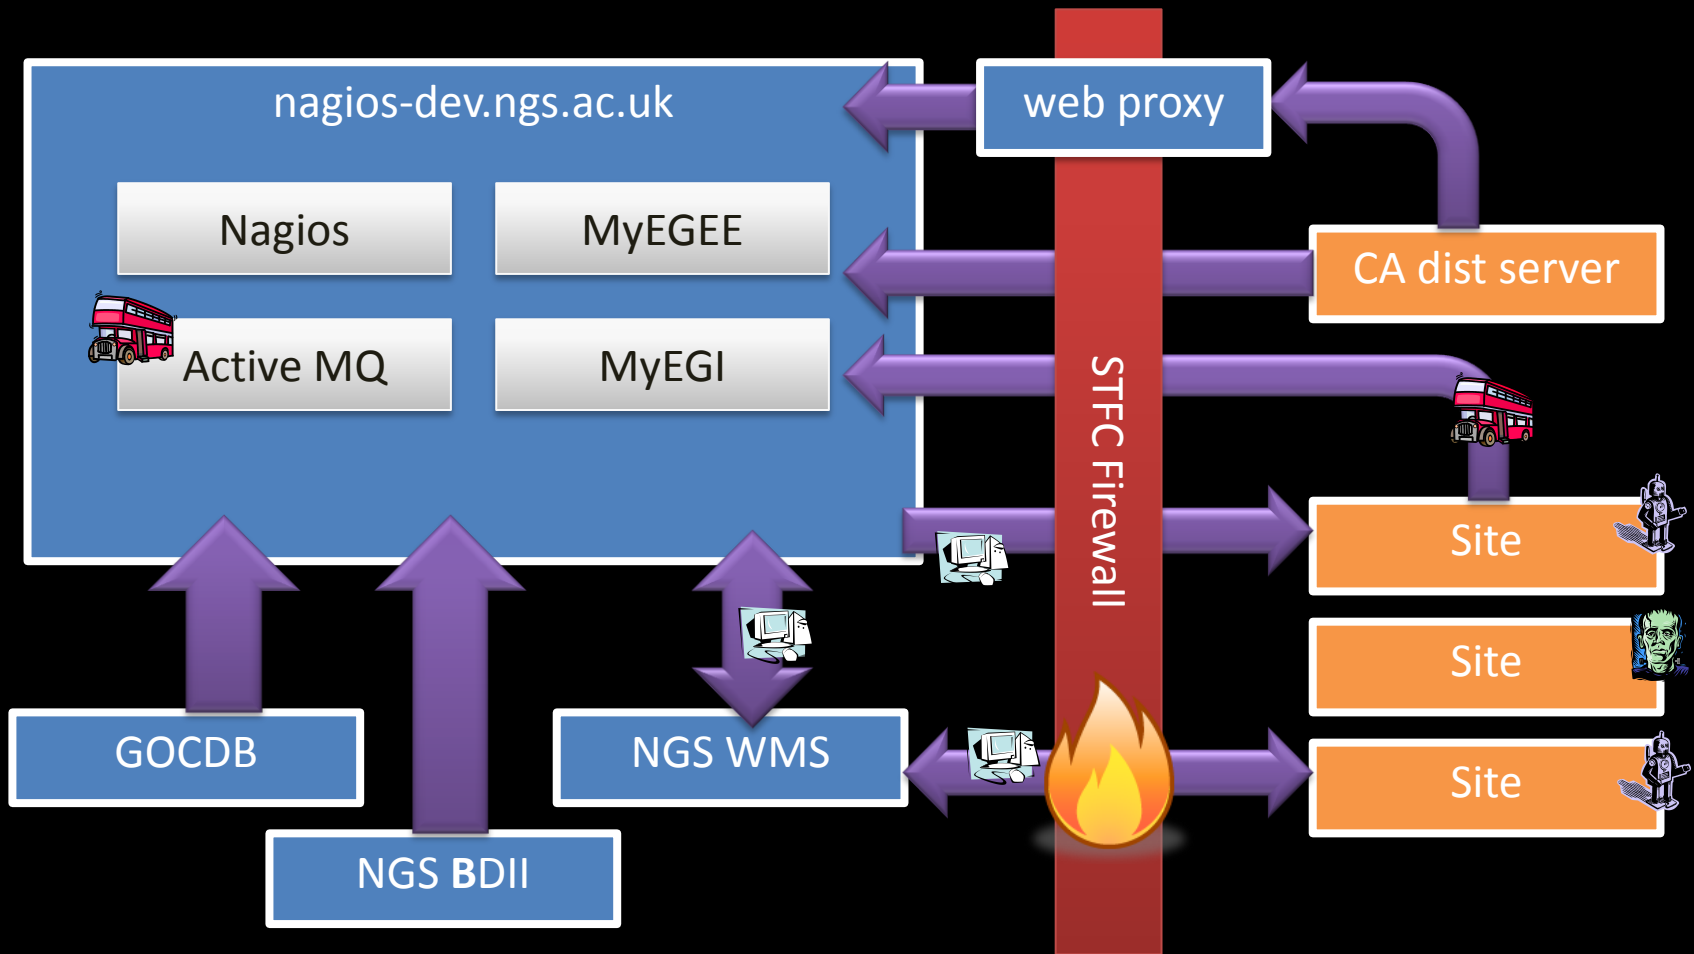 nagios-dev.ngs.ac.uk
web proxy
Nagios
MyEGEE
CA dist server
Active MQ
MyEGI
STFC Firewall
Site
Site
GOCDB
NGS WMS
Site
NGS BDII